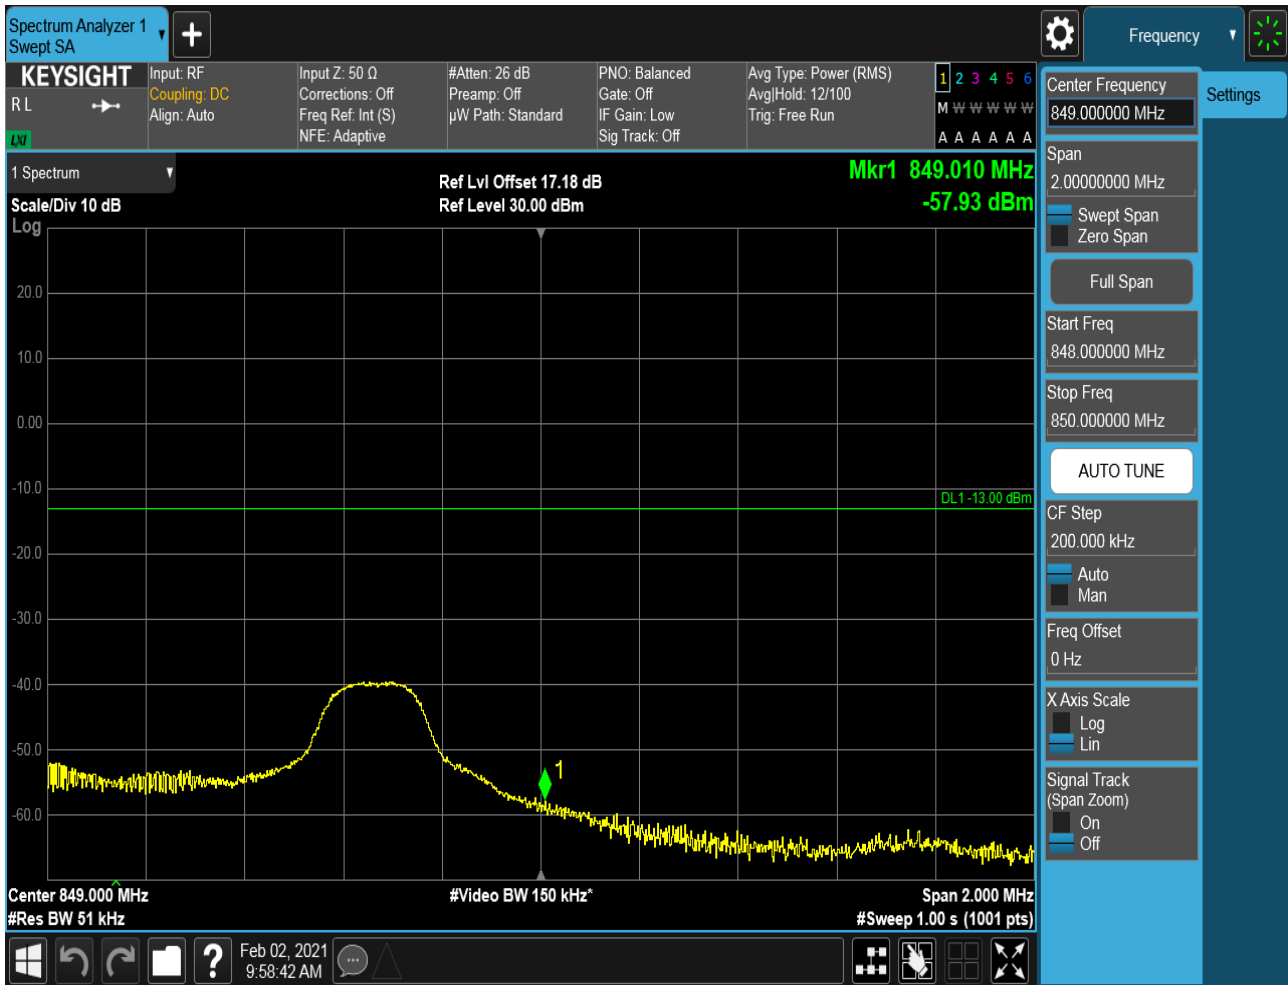 Spectrum Analyzer 1
Swept SA
+
Frequency
KEYSIGHT
R L
LXI
Input: RF
Coupling: DC
Align: Auto
Input Z: 50 Ω
Corrections: Off
Freq Ref: Int (S)
NFE: Adaptive
#Atten: 26 dB
Preamp: Off
µW Path: Standard
PNO: Balanced
Gate: Off
IF Gain: Low
Sig Track: Off
Avg Type: Power (RMS)
Avg|Hold: 12/100
Trig: Free Run
1 2 3 4 5 6
M W W W W W
A A A A A A
1 Spectrum
Scale/Div 10 dB
Log
Ref Lvl Offset 17.18 dB
Ref Level 30.00 dBm
Mkr1 849.010 MHz
-57.93 dBm
20.0
10.0
0.00
-10.0
DL1 -13.00 dBm
-20.0
-30.0
-40.0
-50.0
1
-60.0
Center 849.000 MHz
#Res BW 51 kHz
#Video BW 150 kHz*
Span 2.000 MHz
#Sweep 1.00 s (1001 pts)
Center Frequency
849.000000 MHz
Settings
Span
2.00000000 MHz
Swept Span
Zero Span
Full Span
Start Freq
848.000000 MHz
Stop Freq
850.000000 MHz
AUTO TUNE
CF Step
200.000 kHz
Auto
Man
Freq Offset
0 Hz
X Axis Scale
Log
Lin
Signal Track
(Span Zoom)
On
Off
?
Feb 02, 2021
9:58:42 AM